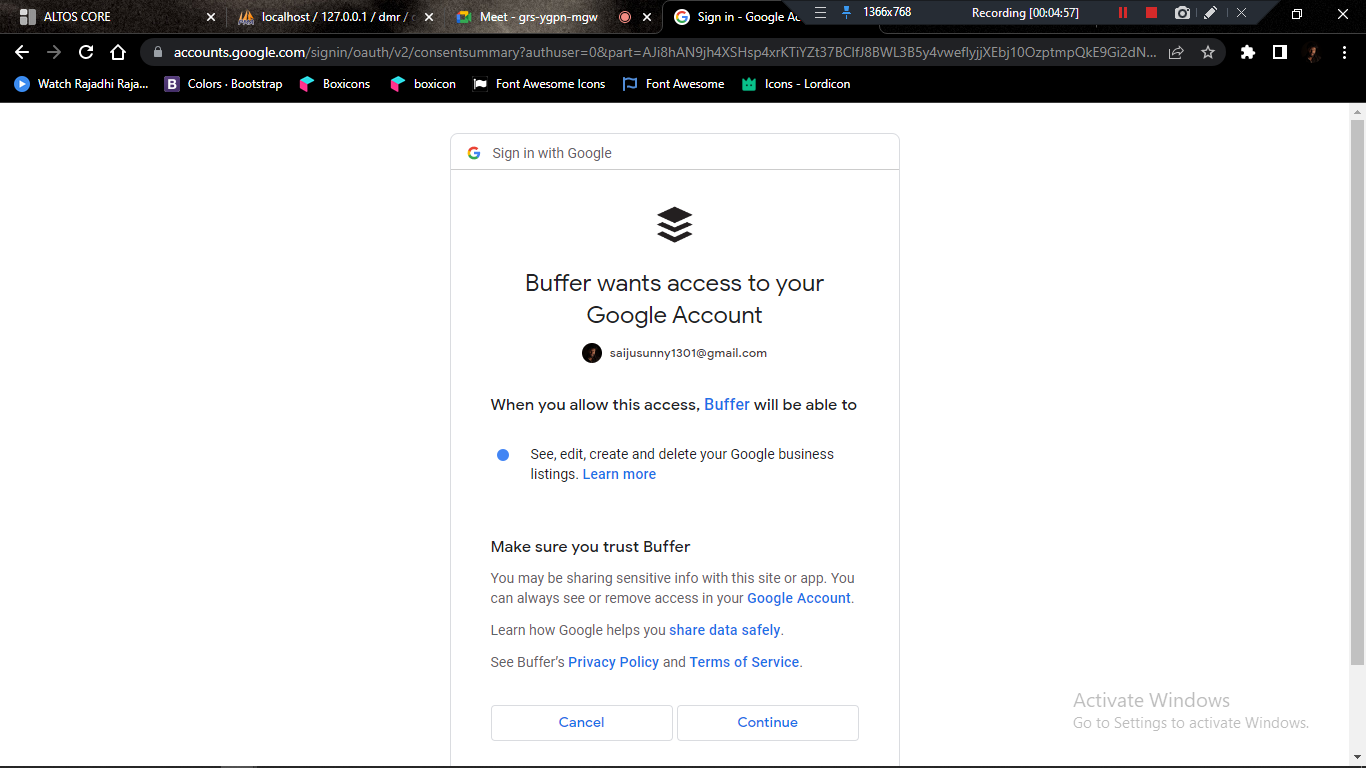 ALTOS CORE
localhost / 127.0.0.1 / dmr /
Meet - grs-ygpn-mgw
Sign in - Google Ac
1366x768
Recording [00:04:57]
accounts.google.com/signin/oauth/v2/consentsummary?authuser=0&part=AJi8hAN9jh4XSHsp4xrKTiYZt37BClfJ8BWL3B5y4vweflyjjXEbj10OzptmpQkE9Gi2dN...
Watch Rajadhi Raja...
Colors · Bootstrap
Boxicons
boxicon
Font Awesome Icons
Font Awesome
Icons - Lordicon
Sign in with Google
Buffer wants access to your
Google Account
saijusunny1301@gmail.com
When you allow this access, Buffer will be able to
See, edit, create and delete your Google business
listings. Learn more
Make sure you trust Buffer
You may be sharing sensitive info with this site or app. You
can always see or remove access in your Google Account.
Learn how Google helps you share data safely.
See Buffer's Privacy Policy and Terms of Service.
Cancel
Continue
Activate Windows
Go to Settings to activate Windows.